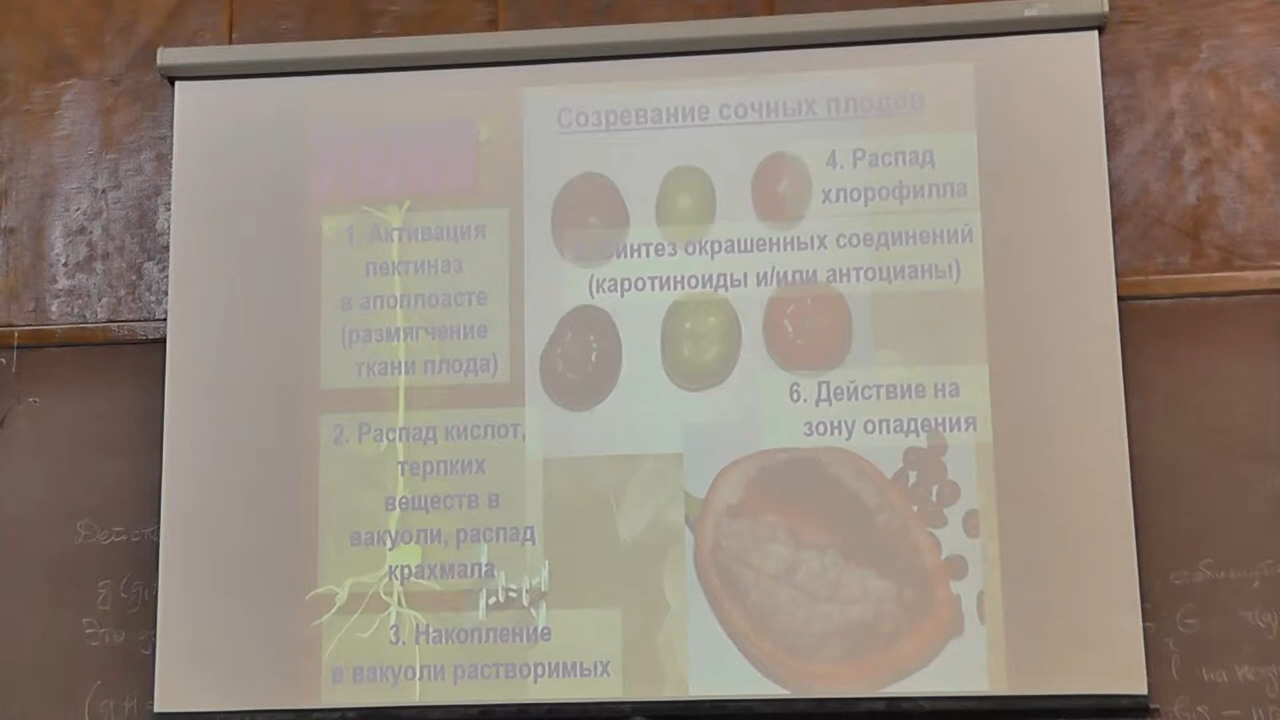 Созревание сочных плодов
1. Активация
пектиназ
в апопласте
(размягчение
ткани плода)
2. Распад кислот,
терпких
веществ в
вакуоли, распад
крахмала
3. Накопление
в вакуоли растворимых
4. Распад
хлорофилла
Синтез окрашенных соединений
(каротиноиды и/или антоцианы)
6. Действие на
зону опадения